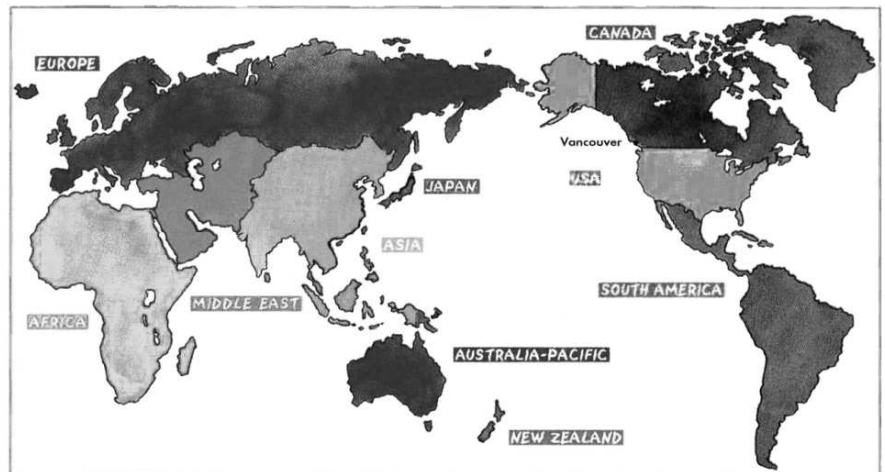 CANADA
EUROPE
Vancouver
USA
JAPAN
ASIA
SOUTH AMERICA
MIDDLE EAST
AFRICA
AUSTRALIA-PACIFIC
NEW ZEALAND